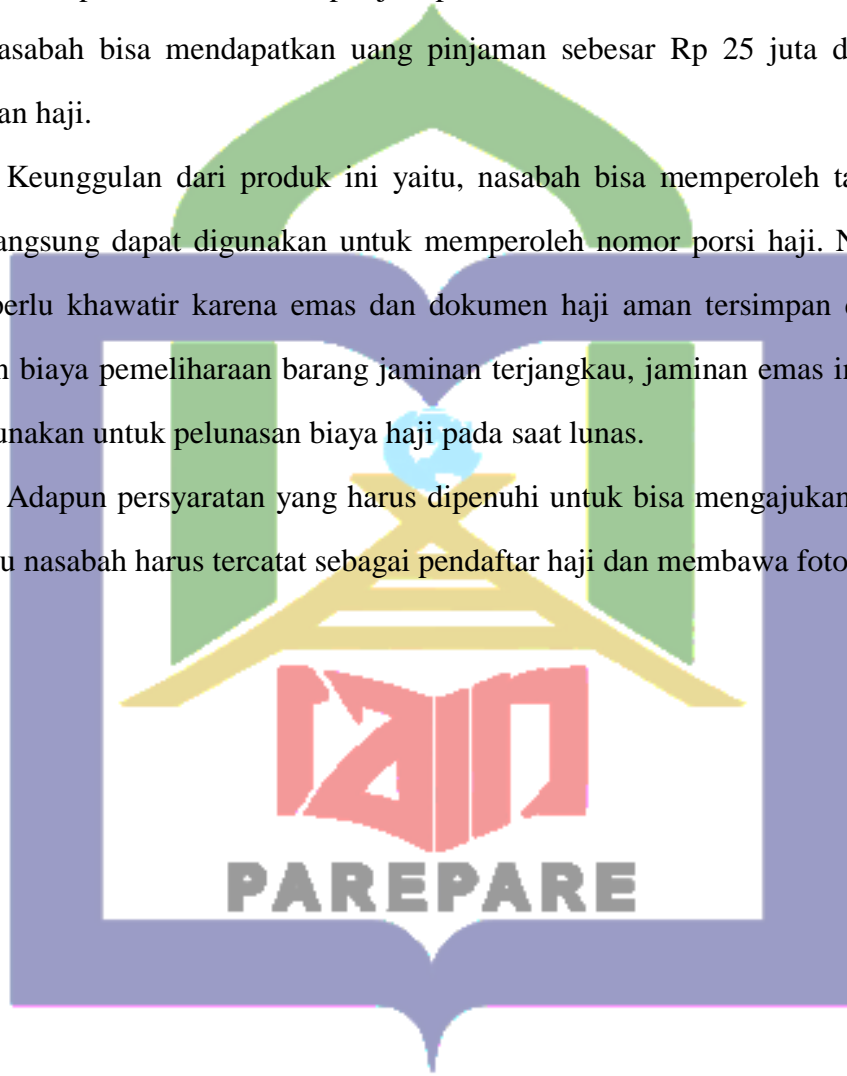 asabah bisa mendapatkan uang pinjaman sebesar Rp 25 juta d
an haji.
Keunggulan dari produk ini yaitu, nasabah bisa memperoleh ta
angsung dapat digunakan untuk memperoleh nomor porsi haji. N
perlu khawatir karena emas dan dokumen haji aman tersimpan
n biaya pemeliharaan barang jaminan terjangkau, jaminan emas in
unakan untuk pelunasan biaya haji pada saat lunas.
Adapun persyaratan yang harus dipenuhi untuk bisa mengajukan
u nasabah harus tercatat sebagai pendaftar haji dan membawa foto
iain
PAREPARE